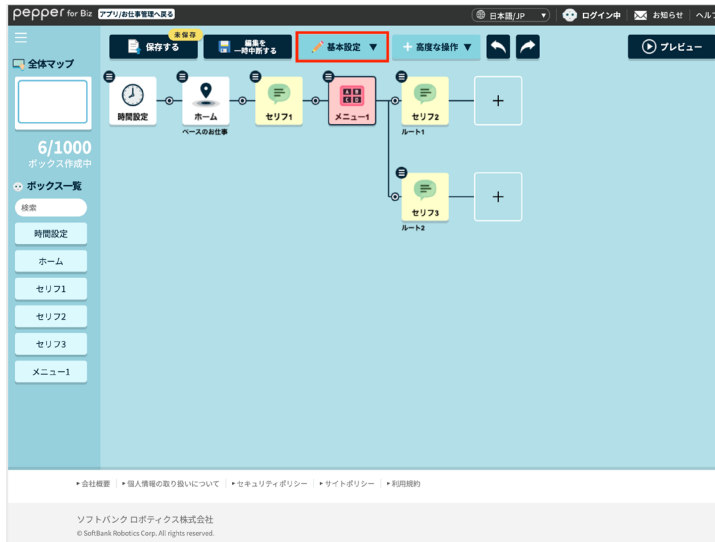 pepper for Biz アプリ/お仕事管理へ戻る
日本語/JP ▼
ログイン中
お知らせ
ヘルプ
未保存
保存する
編集を
一時中断する
基本設定 ▼
高度な操作 ▼
プレビュー
全体マップ
6/1000
ボックス作成中
ボックス一覧
検索
時間設定
ホーム
セリフ1
セリフ2
セリフ3
メニュー1
時間設定
ホーム
ベースのお仕事
セリフ1
A B
C D
メニュー1
セリフ2
ルート1
セリフ3
ルート2
▸会社概要
▸個人情報の取り扱いについて
▸セキュリティポリシー
▸サイトポリシー
▸利用規約
ソフトバンク ロボティクス株式会社
© SoftBank Robotics Corp. All rights reserved.